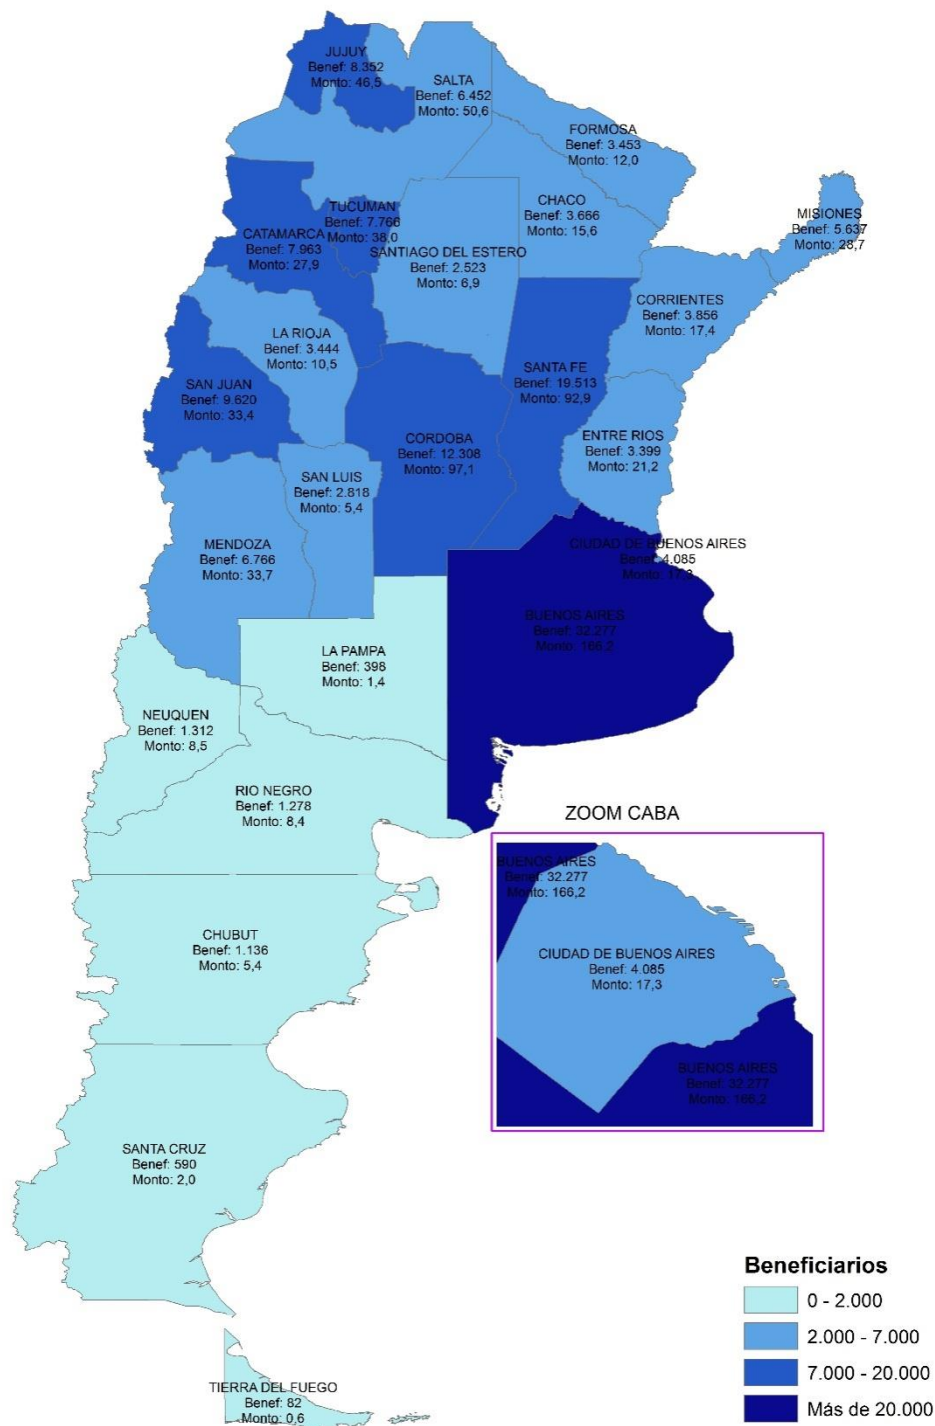 JUJUY
Benef: 8.352
Monto: 46,5
SALTA
Benef: 6.452
Monto: 50,6
FORMOSA
Benef: 3.453
Monto: 12,0
CHACO
Benef: 3.666
Monto: 15,6
MISIONES
Benef: 5.637
Monto: 28,7
TUCUMAN
Benef: 7.766
Monto: 38,0
CATAMARCA
Benef: 7.963
Monto: 27,9
SANTIAGO DEL ESTERO
Benef: 2.523
Monto: 6,9
CORRIENTES
Benef: 3.856
Monto: 17,4
LA RIOJA
Benef: 3.444
Monto: 10,5
SANTA FE
Benef: 19.513
Monto: 92,9
SAN JUAN
Benef: 9.620
Monto: 33,4
CORDOBA
Benef: 12.308
Monto: 97,1
ENTRE RIOS
Benef: 3.399
Monto: 21,2
SAN LUIS
Benef: 2.818
Monto: 5,4
MENDOZA
Benef: 6.766
Monto: 33,7
CIUDAD DE BUENOS AIRES
Benef: 4.085
Monto: 17,3
BUENOS AIRES
Benef: 32.277
Monto: 166,2
LA PAMPA
Benef: 398
Monto: 1,4
NEUQUEN
Benef: 1.312
Monto: 8,5
RIO NEGRO
Benef: 1.278
Monto: 8,4
ZOOM CABA
BUENOS AIRES
Benef: 32.277
Monto: 166,2
CIUDAD DE BUENOS AIRES
Benef: 4.085
Monto: 17,3
BUENOS AIRES
Benef: 32.277
Monto: 166,2
CHUBUT
Benef: 1.136
Monto: 5,4
SANTA CRUZ
Benef: 590
Monto: 2,0
TIERRA DEL FUEGO
Benef: 82
Monto: 0,6
Beneficiarios
0 - 2.000
2.000 - 7.000
7.000 - 20.000
Más de 20.000